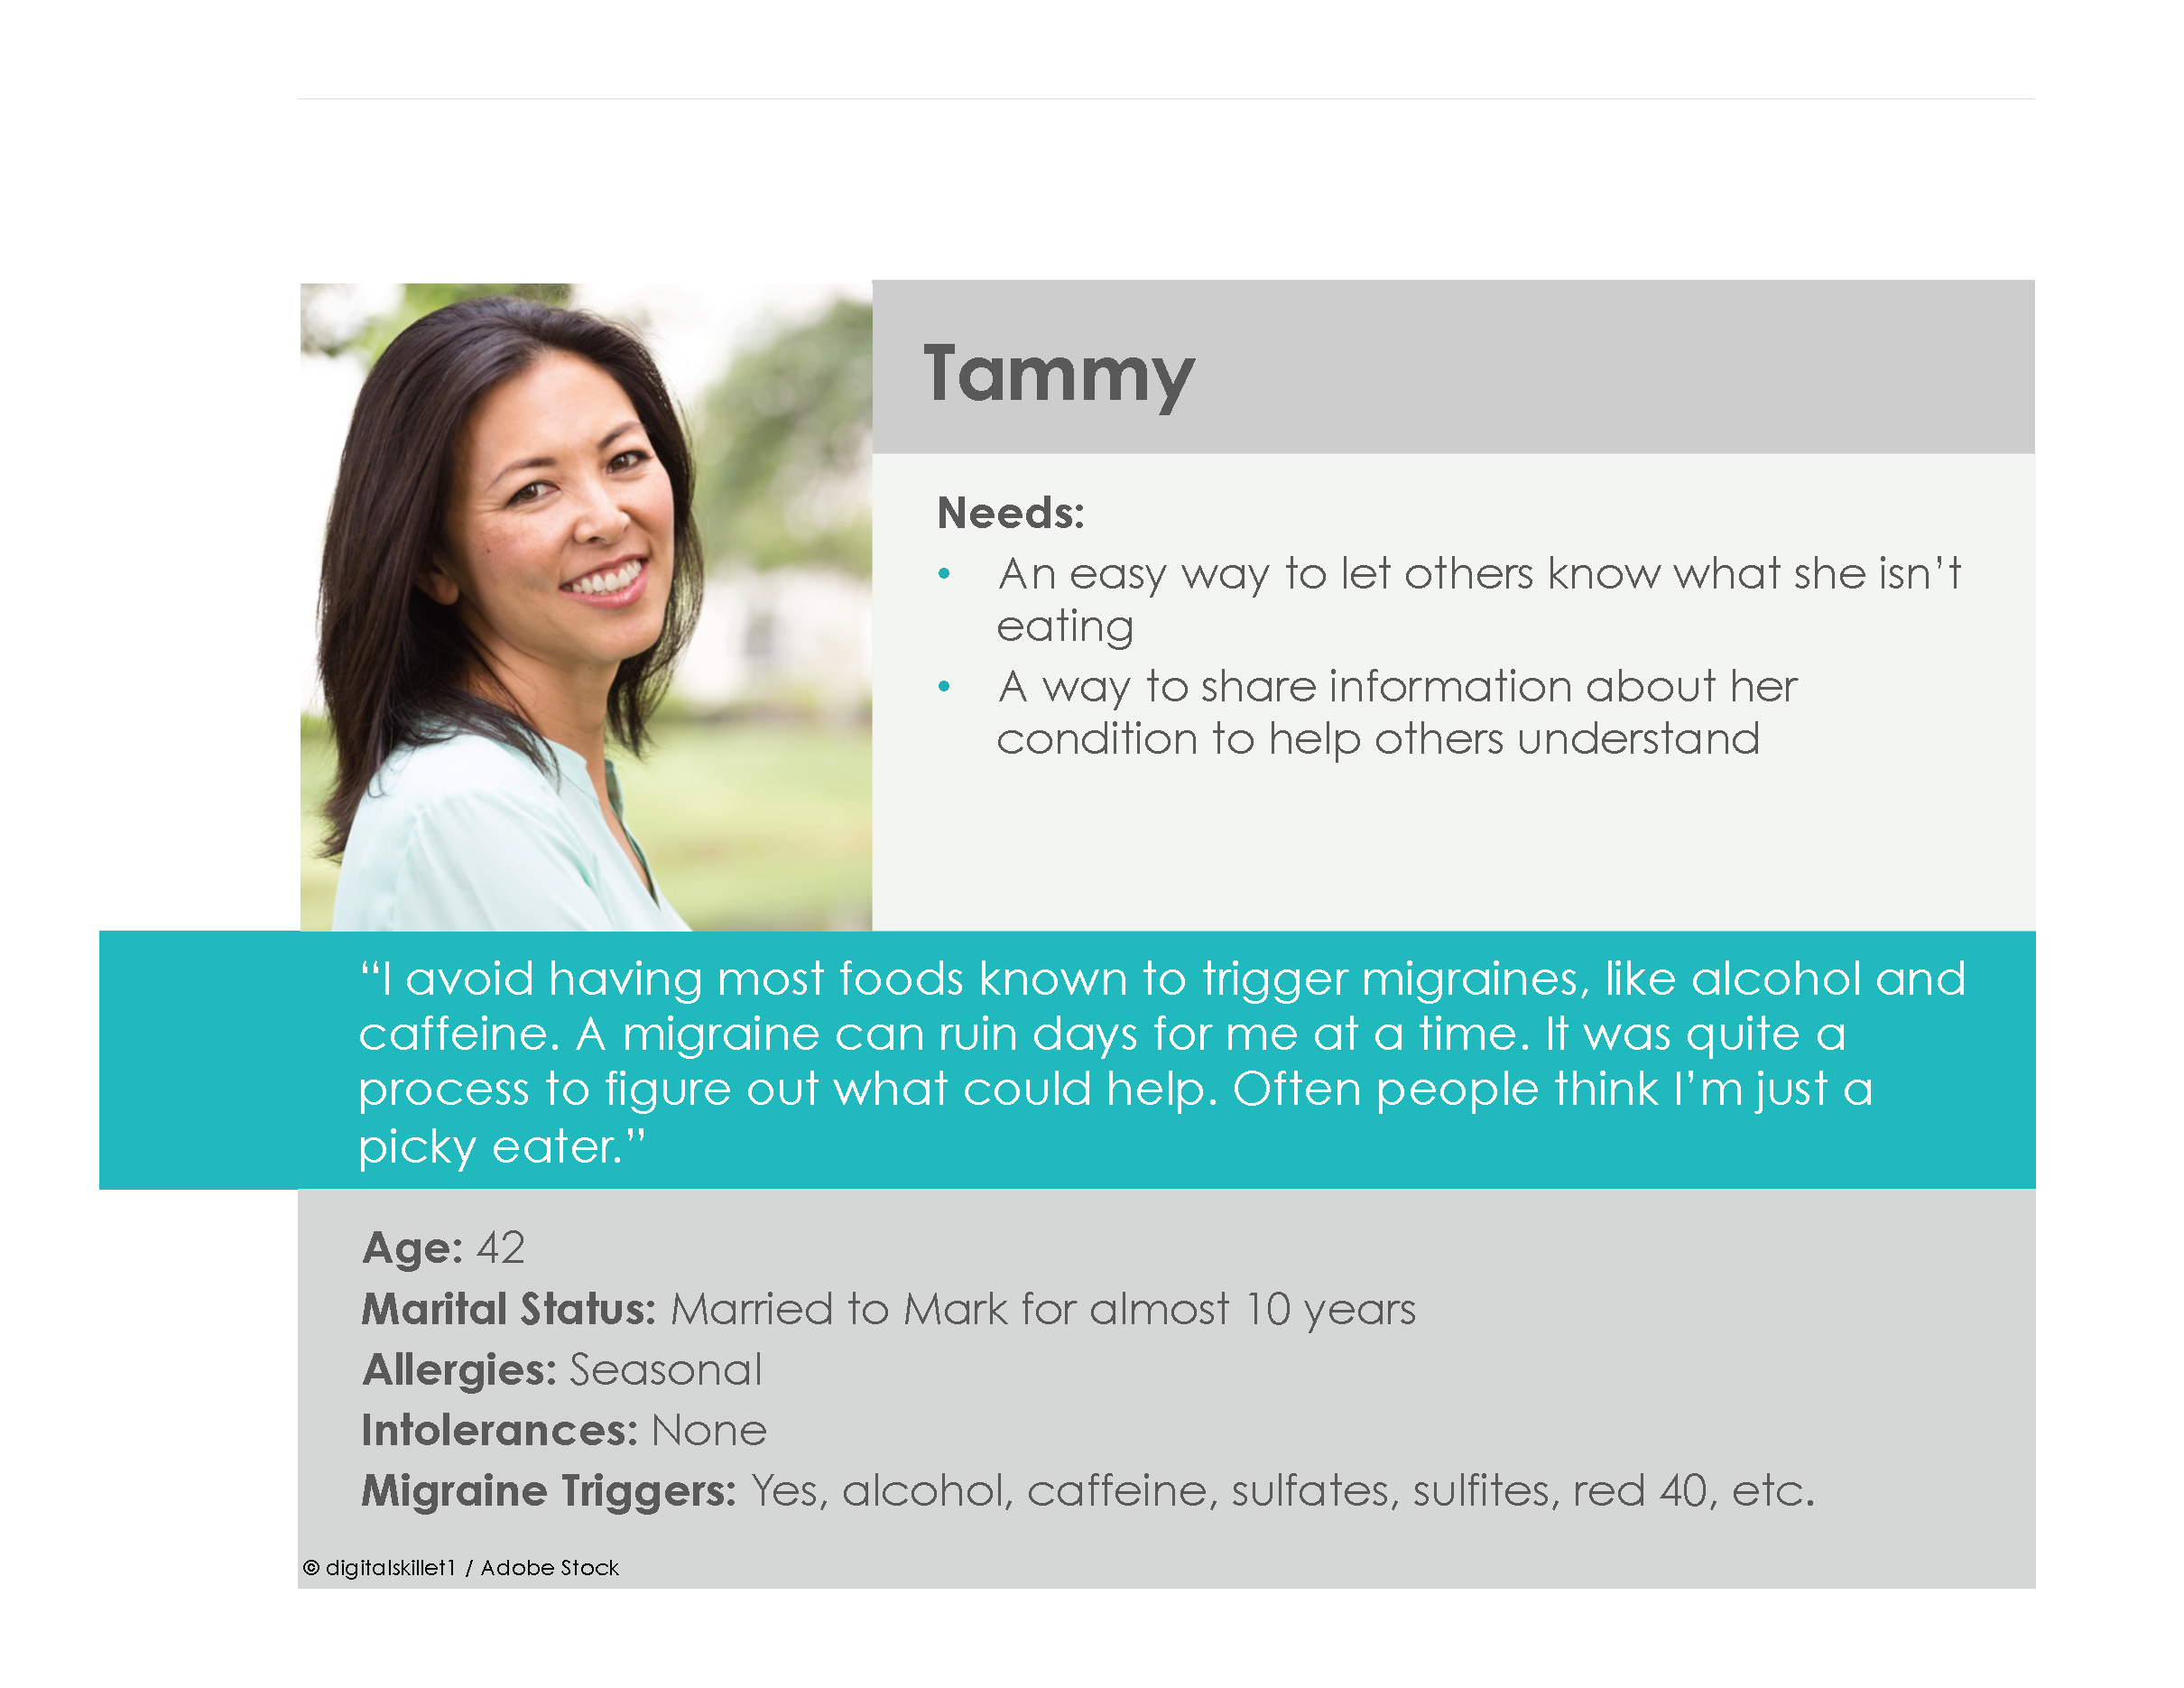 Tammy
Needs:
• An easy way to let others know what she isn’t
eating
• A way to share information about her
condition to help others understand
“I avoid having most foods known to trigger migraines, like alcohol and
caffeine. A migraine can ruin days for me at a time. It was quite a
process to figure out what could help. Often people think I’m just a
picky eater.”
Age: 42
Marital Status: Married to Mark for almost 10 years
Allergies: Seasonal
Intolerances: None
Migraine Triggers: Yes, alcohol, caffeine, sulfates, sulfites, red 40, etc.
© digitalskillet1 / Adobe Stock